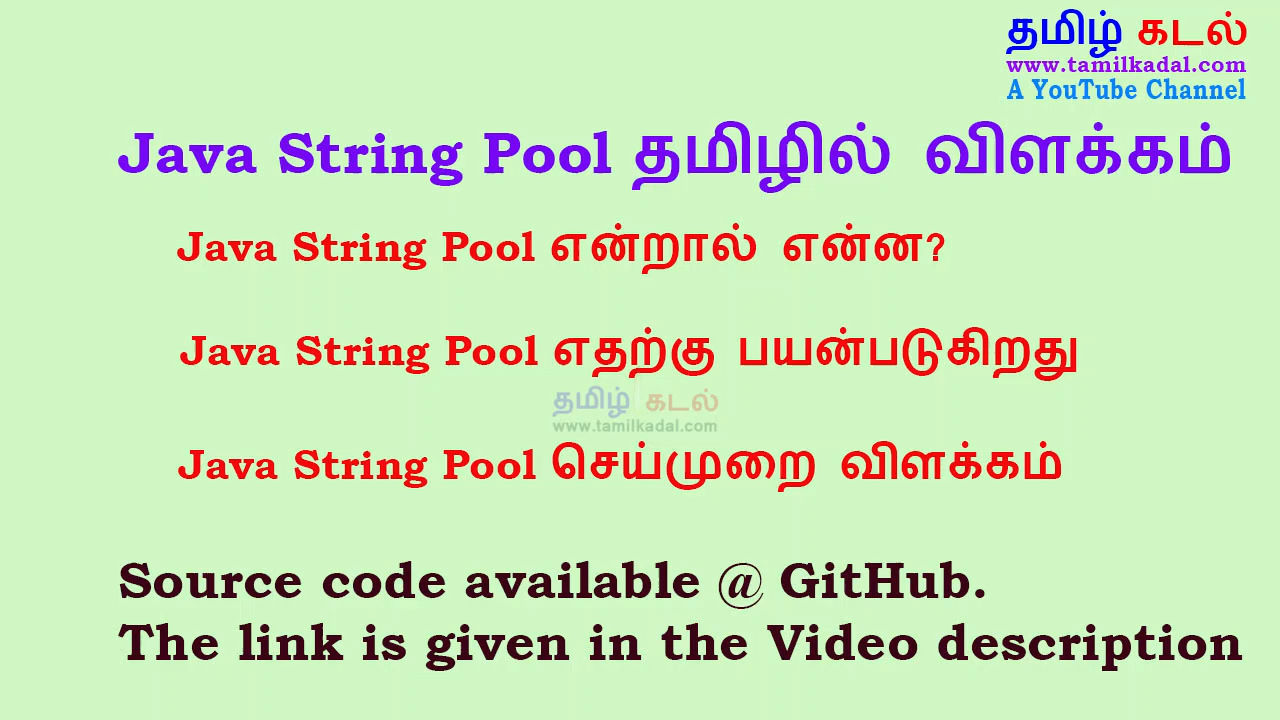 தமிழ் கடல்
www.tamilkadal.com
A YouTube Channel
Java String Pool தமிழில் விளக்கம்
Java String Pool என்றால் என்ன?
Java String Pool எதற்கு பயன்படுகிறது
தமிழ் கடல்
www.tamilkadal.com
Java String Pool செய்முறை விளக்கம்
Source code available @ GitHub.
The link is given in the Video description